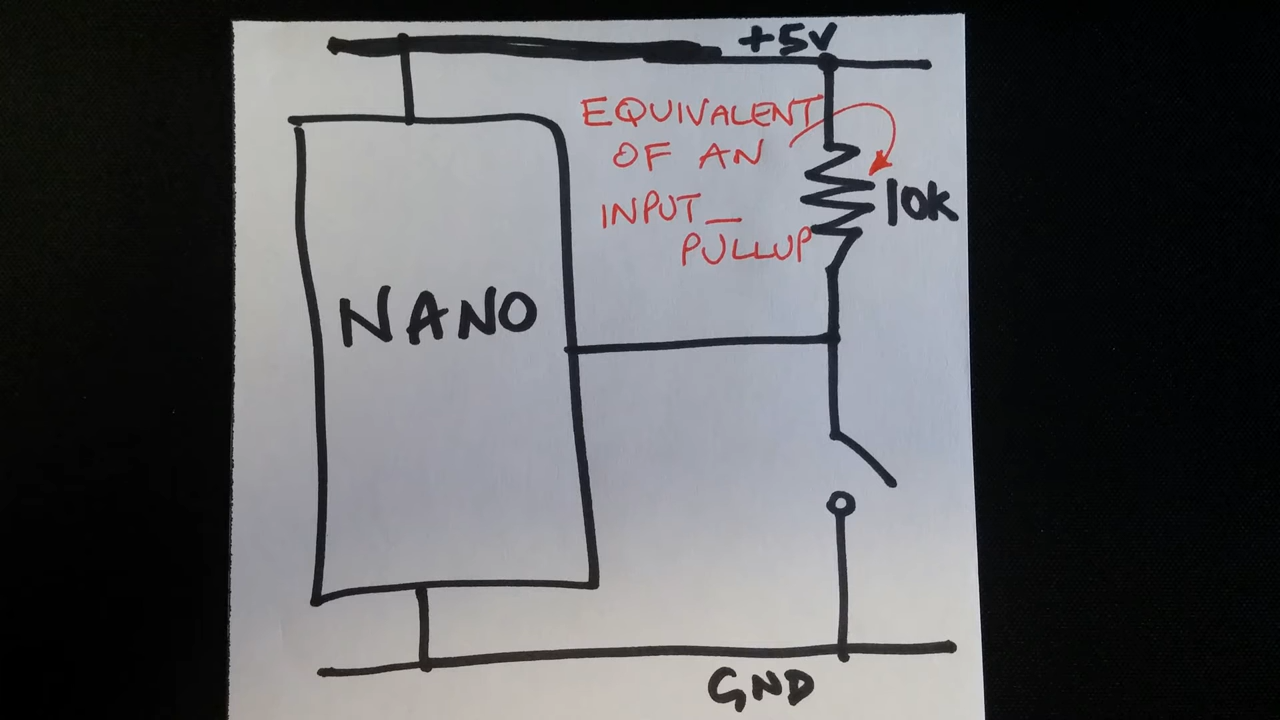 +5V
EQUIVALENT
OF AN
INPUT_
PULLUP
10k
NANO
GND